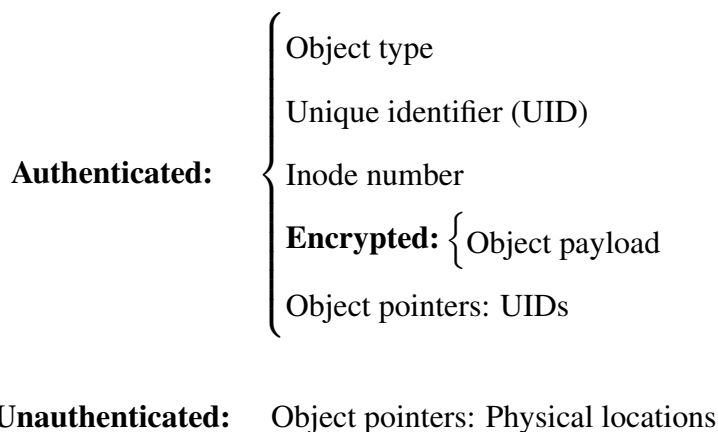 Object type
Unique identifier (UID)
Authenticated: Inode number
Encrypted: Object payload
Object pointers: UIDs
Unauthenticated: Object pointers: Physical locations